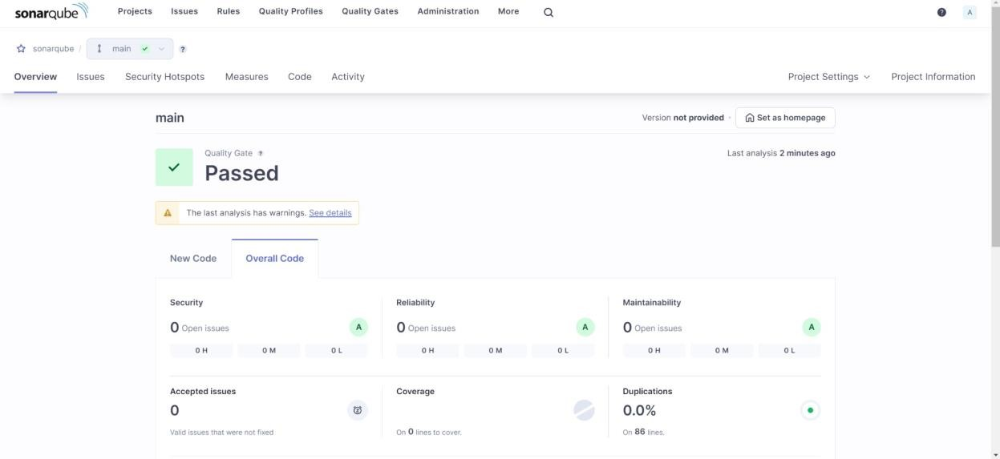 sonarqube Projects Issues Rules Quality Profiles Quality Gates Administration More ? A
sonarqube / main ?
Overview Issues Security Hotspots Measures Code Activity Project Settings Project Information
main Version not provided Set as homepage
Quality Gate ? Last analysis 2 minutes ago
Passed
The last analysis has warnings. See details
New Code Overall Code
Security Reliability Maintainability
0 Open issues A 0 Open issues A 0 Open issues A
0 H 0 M 0 L 0 H 0 M 0 L 0 H 0 M 0 L
Accepted issues Coverage Duplications
0 0.0%
Valid issues that were not fixed On 0 lines to cover. On 86 lines.